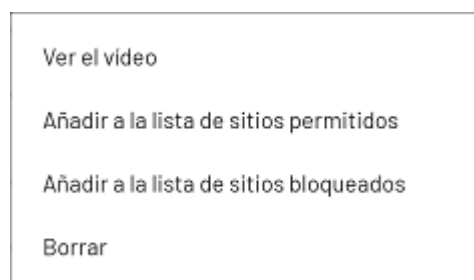 Ver el vídeo
Añadir a la lista de sitios permitidos
Añadir a la lista de sitios bloqueados
Borrar